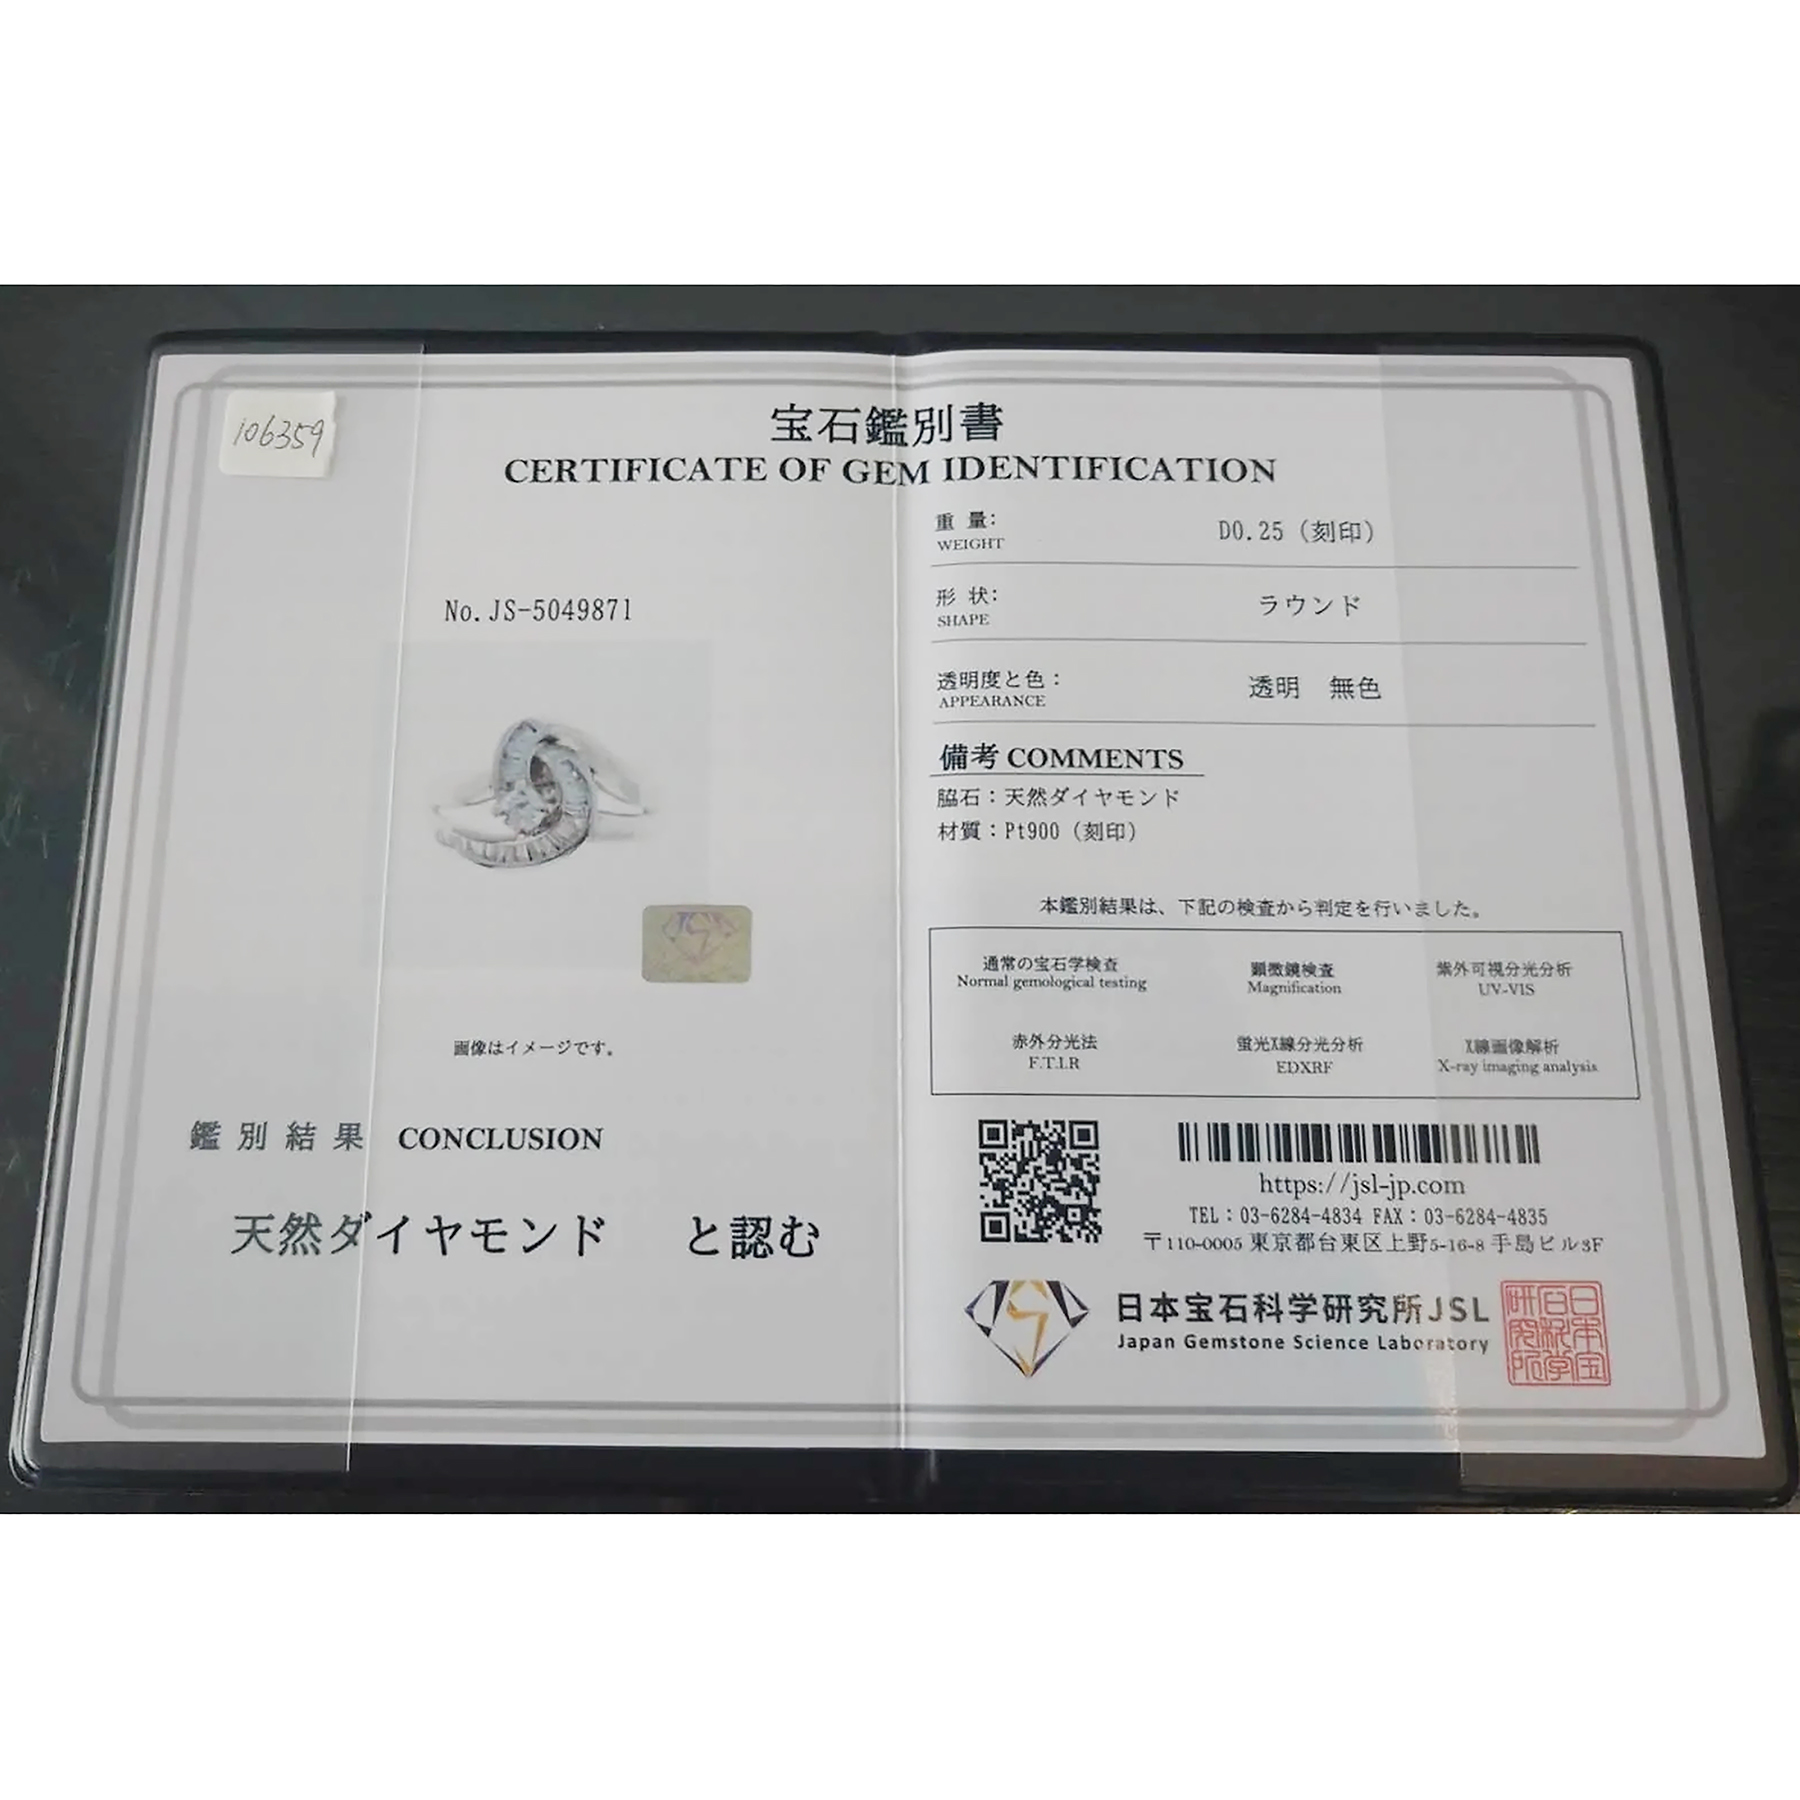 106359
宝石鑑別書
CERTIFICATE OF GEM IDENTIFICATION
No.JS-5049871
画像はイメージです。
鑑別結果 CONCLUSION
天然ダイヤモンド と認む
重 量:
WEIGHT
D0.25 (刻印)
形 状:
SHAPE
ラウンド
透明度と色:
APPEARANCE
透明 無色
備考 COMMENTS
脇石:天然ダイヤモンド
材質:Pt900 (刻印)
本鑑別結果は、下記の検査から判定を行いました。
通常の宝石学検査
Normal gemological testing
顕微鏡検査
Magnification
紫外可視分光分析
UV-VIS
赤外分光法
F.T.I.R
蛍光X線分光分析
EDXRF
X線画像解析
X-ray imaging analysis
https://jsl-jp.com
TEL:03-6284-4834 FAX:03-6284-4835
〒110-0005 東京都台東区上野5-16-8 手島ビル3F
日本宝石科学研究所JSL
Japan Gemstone Science Laboratory
日本宝
石科学
研究所